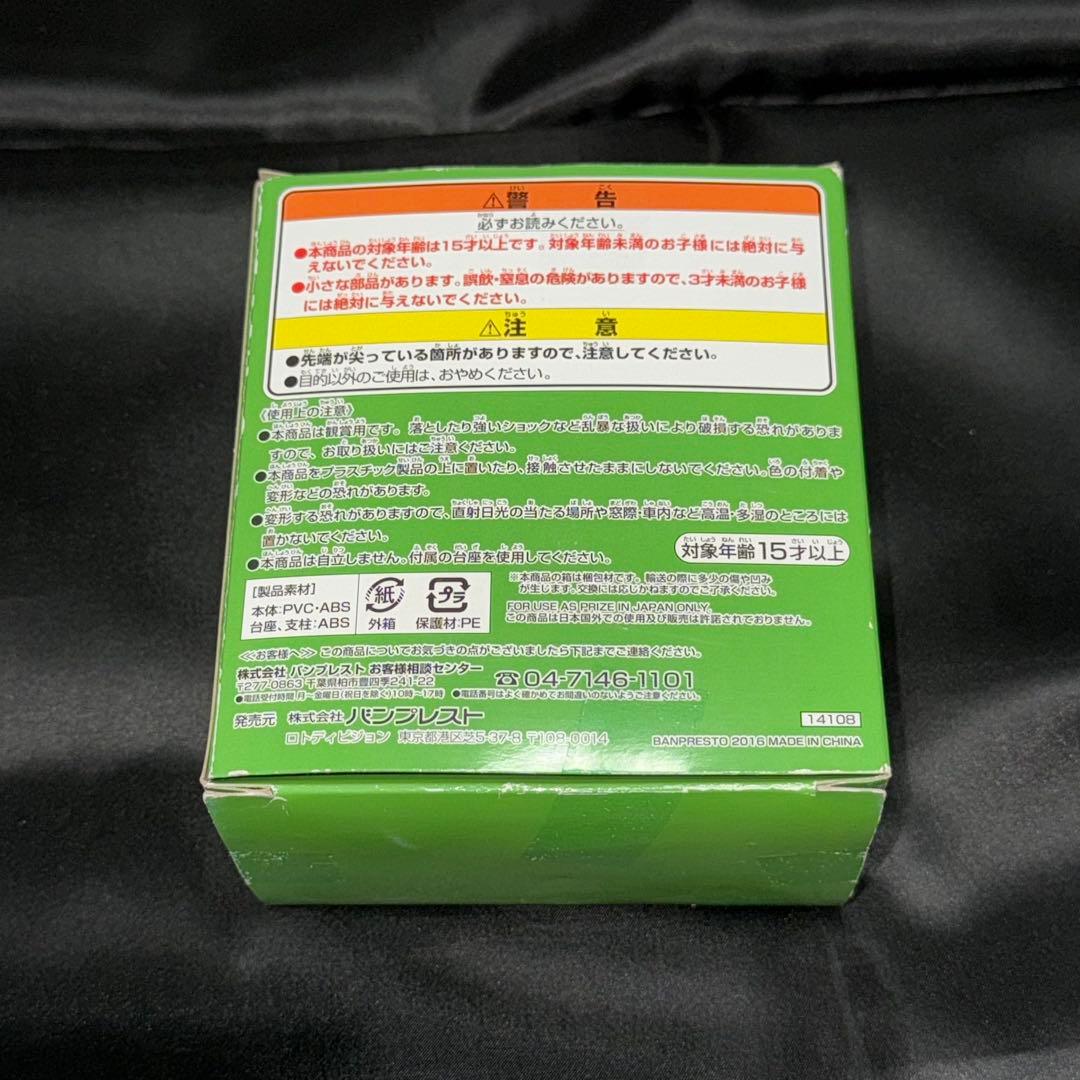 ⚠警告
必ずお読みください。
●本商品の対象年齢は15才以上です。対象年齢未満のお子様には絶対に与
えないでください。
●小さな部品があります。誤飲・窒息の危険がありますので、3才未満のお子様
には絶対に与えないでください。
⚠注意
●先端が尖っている箇所がありますので、注意してください。
●目的以外のご使用は、おやめください。
〈使用上の注意〉
●本商品は観賞用です。落としたり強いショックなど乱暴な扱いにより破損する恐れがありま
すので、お取り扱いにはご注意ください。
●本商品をプラスチック製品の上に置いたり、接触させたままにしないでください。色の付着や
変形などの恐れがあります。
●変形する恐れがありますので、直射日光の当たる場所や窓際・車内など高温・多湿のところには
置かないでください。
●本商品は自立しません。付属の台座を使用してください。
対象年齢15才以上
[製品素材]
本体:PVC・ABS
台座、支柱:ABS
紙
外箱
プラ
保護材:PE
※本商品の箱は梱包材です。輸送の際に多少の傷や凹み
が生じます。交換には応じかねますのでご了承ください。
FOR USE AS PRIZE IN JAPAN ONLY.
この商品は日本国外での使用及び販売は許諾されておりません。
≪お客様へ≫ この商品についてお気づきの点がございましたら下記までご連絡ください。
株式会社 バンプレスト お客様相談センター
〒277-0863 千葉県柏市豊四季241-22
☎04-7146-1101
●電話受付時間 月〜金曜日(祝日を除く)10時〜17時 ●電話番号はよく確かめてお間違いのないようご注意ください。
発売元 株式会社バンプレスト
ロトディビジョン 東京都港区芝5-37-8 〒108-0014
14108
BANPRESTO 2016 MADE IN CHINA